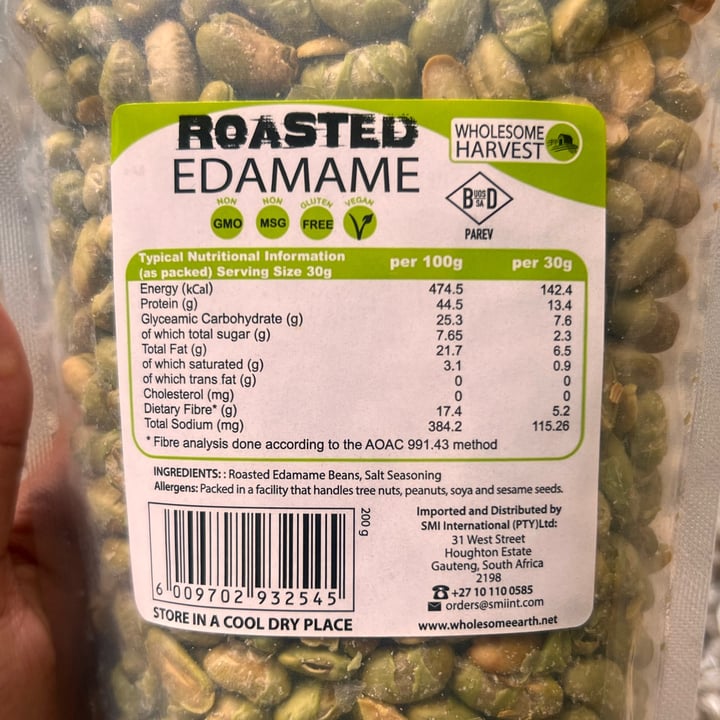 ROASTED
EDAMAME
WHOLESOME
HARVEST
NON GMO
NON MSG
GLUTEN FREE
VEGAN V
B UOS SA D
PAREV
Typical Nutritional Information
(as packed) Serving Size 30g per 100g per 30g
Energy (kCal) 474.5 142.4
Protein (g) 44.5 13.4
Glyceamic Carbohydrate (g) 25.3 7.6
of which total sugar (g) 7.65 2.3
Total Fat (g) 21.7 6.5
of which saturated (g) 3.1 0.9
of which trans fat (g) 0 0
Cholesterol (mg) 0 0
Dietary Fibre* (g) 17.4 5.2
Total Sodium (mg) 384.2 115.26
* Fibre analysis done according to the AOAC 991.43 method
INGREDIENTS: : Roasted Edamame Beans, Salt Seasoning
Allergens: Packed in a facility that handles tree nuts, peanuts, soya and sesame seeds.
200 g
6 009702 932545
STORE IN A COOL DRY PLACE
Imported and Distributed by
SMI International (PTY)Ltd:
31 West Street
Houghton Estate
Gauteng, South Africa
2198
+27 10 110 0585
orders@smiint.com
www.wholesomeearth.net